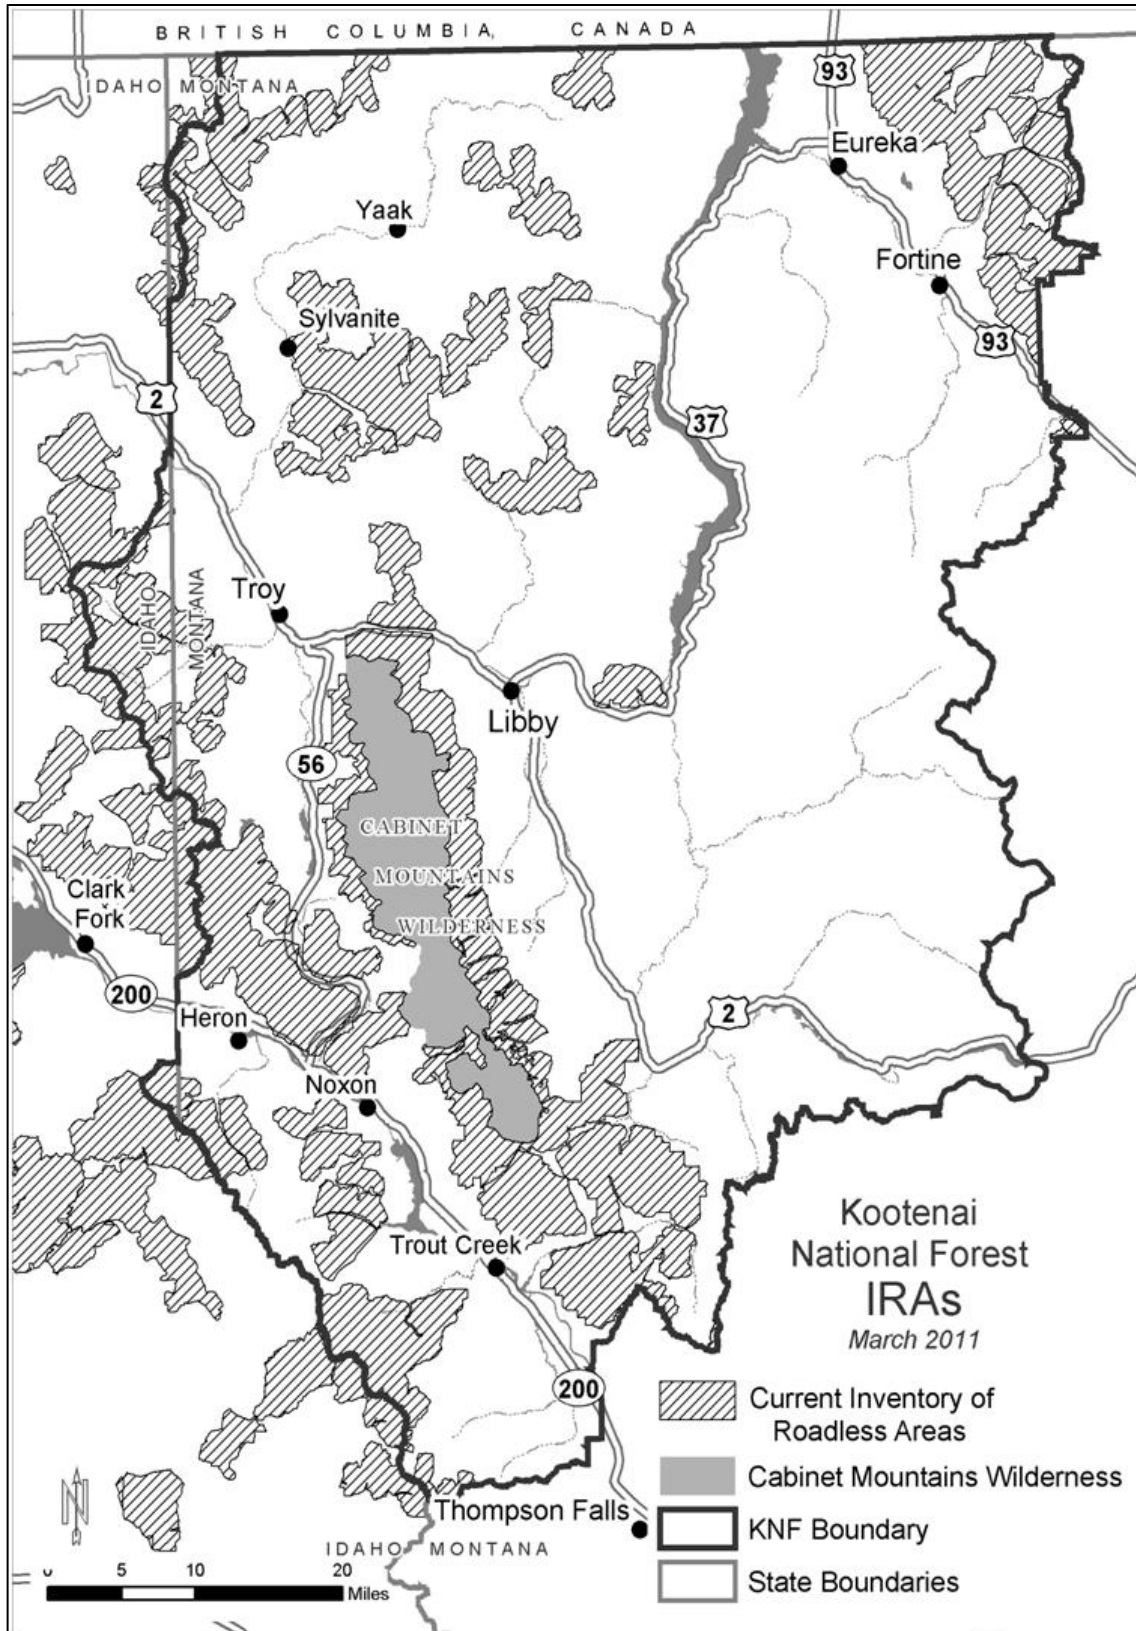 BRITISH COLUMBIA, CANADA
IDAHO MONTANA
93
Eureka
Yaak
Fortine
Sylvanite
93
2
37
Troy
IDAHO
MONTANA
Libby
56
CABINET
MOUNTAINS
WILDERNESS
Clark
Fork
200
2
Heron
Noxon
Trout Creek
Kootenai
National Forest
IRAs
March 2011
200
Current Inventory of
Roadless Areas
Cabinet Mountains Wilderness
Thompson Falls
KNF Boundary
N
IDAHO MONTANA
State Boundaries
5 10 20
Miles